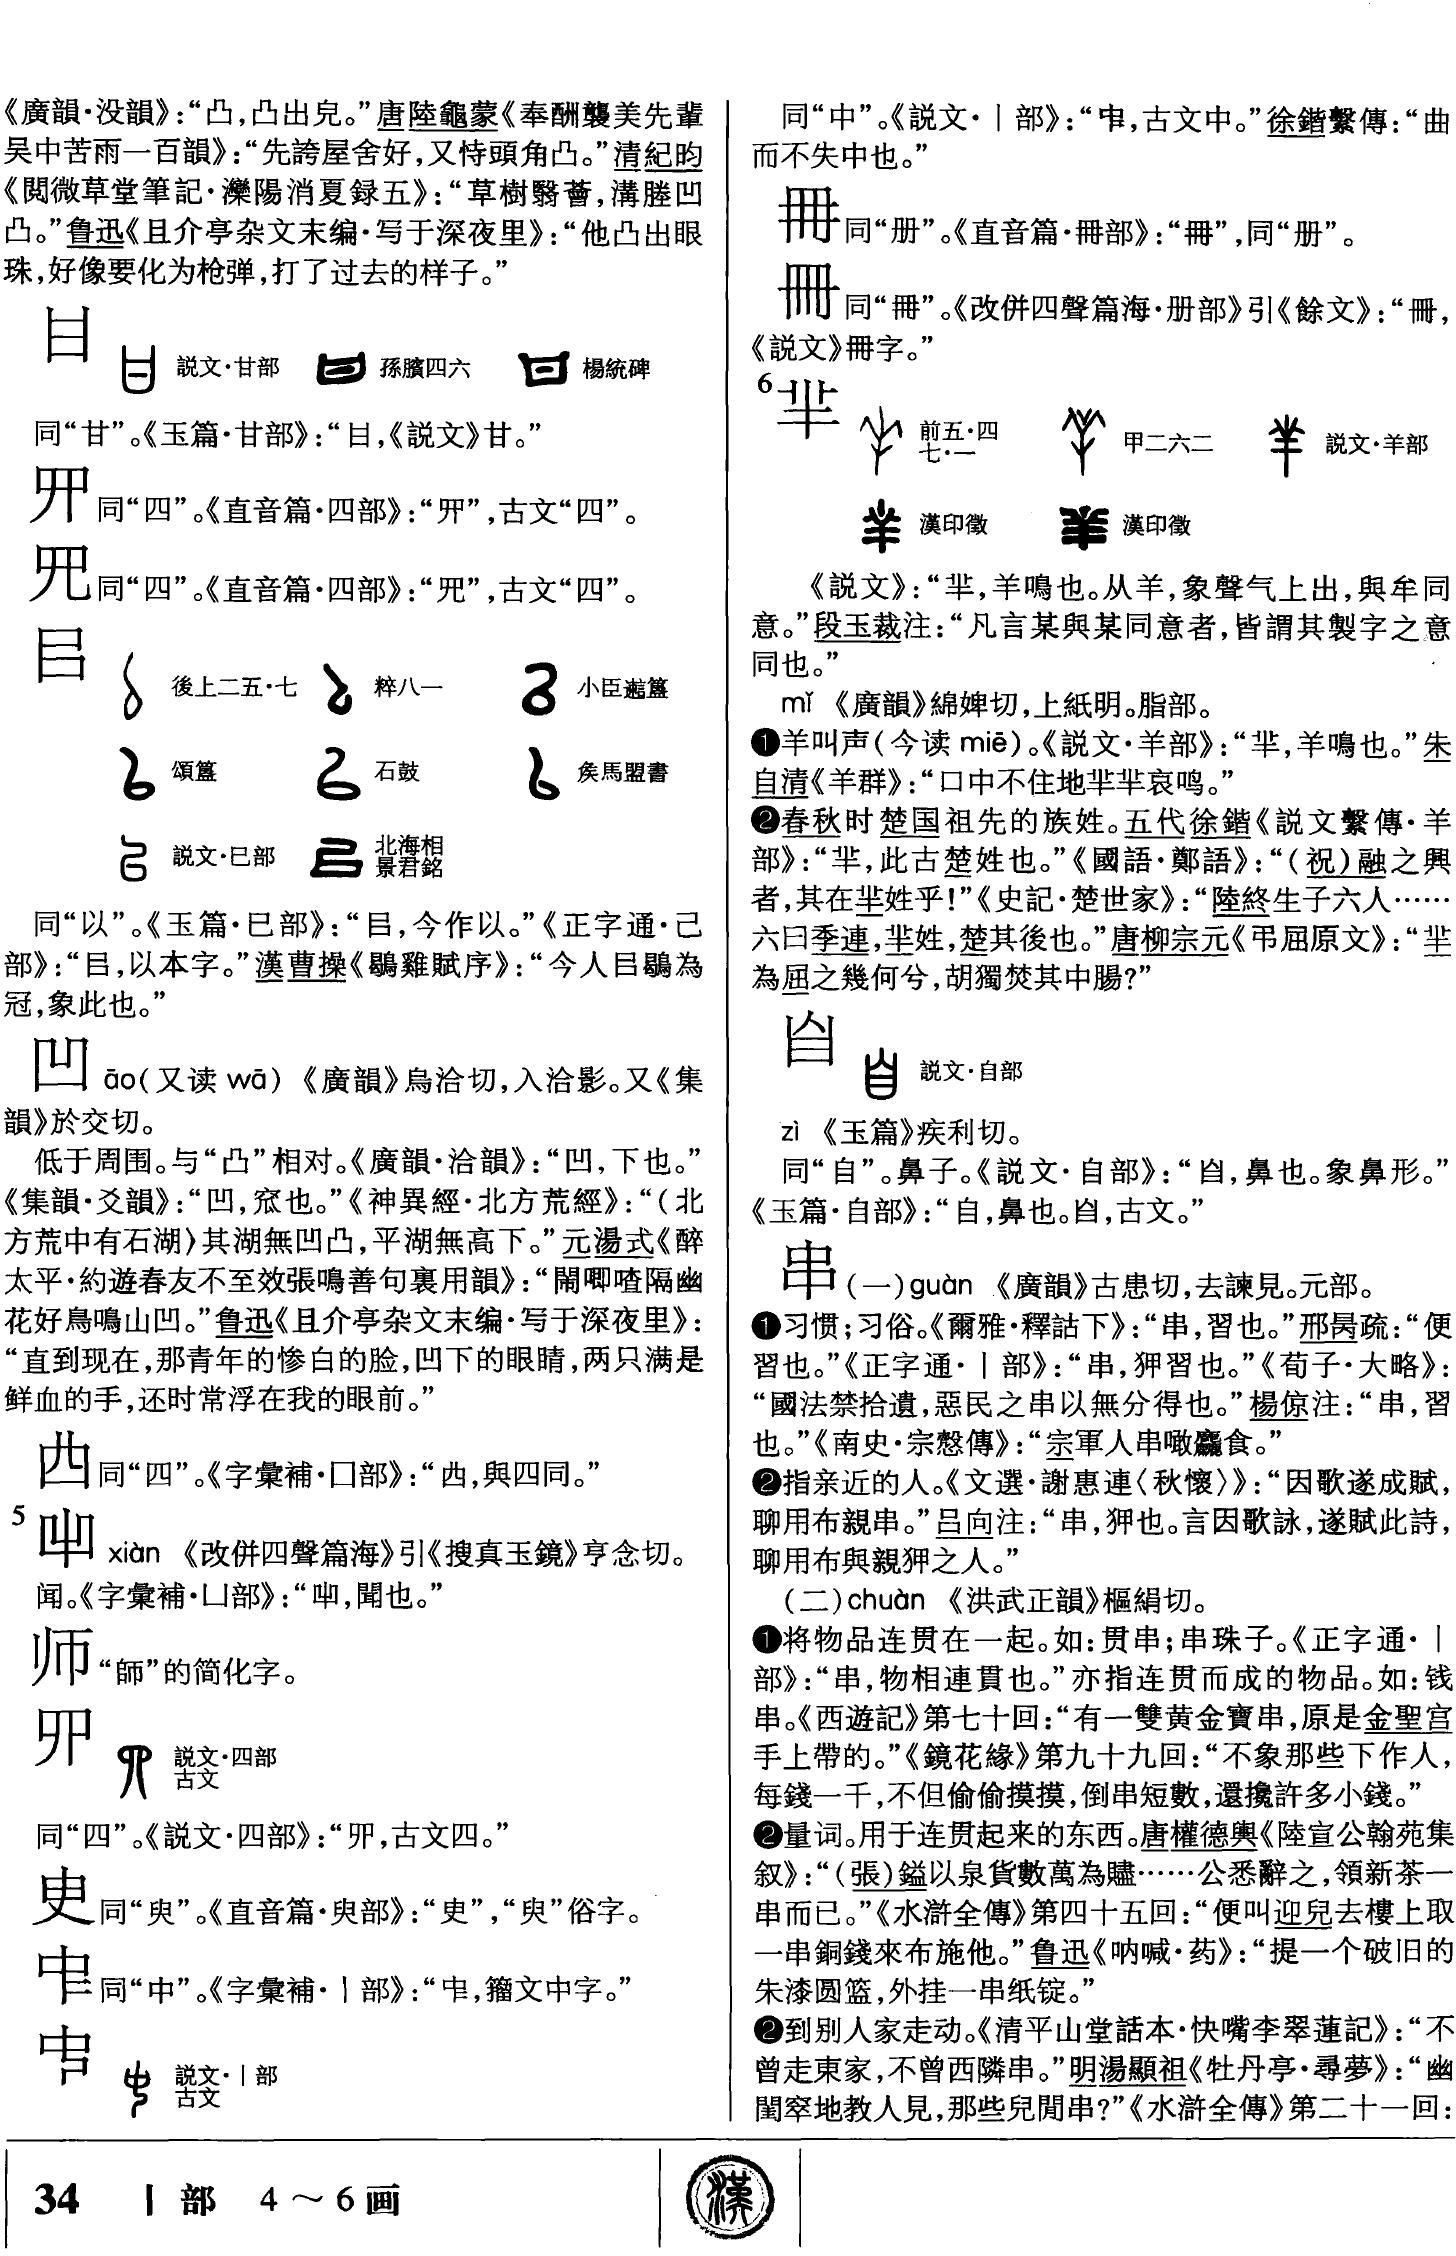 《廣韻·没韻》：“凸，凸出皃。”唐陸龜蒙《奉酬襲美先輩
吴中苦雨一百韻》：“先誇屋舍好，又恃頭角凸。”清紀昀
《閲微草堂筆記·灤陽消夏録五》：“草樹翳薈，溝塍凹
凸。”鲁迅《且介亭杂文末编·写于深夜里》：“他凸出眼
珠，好像要化为枪弹，打了过去的样子。”
説文·甘部 孫臏四六 楊統碑
同“甘”。《玉篇·甘部》：“㫐，《説文》甘。”
同“四”。《直音篇·四部》：“”，古文“四”。
同“四”。《直音篇·四部》：“”，古文“四”。
㠯
後上二五·七 粹八一 小臣簋
頌簋 石鼓 矦馬盟書
説文·巳部 北海相
景君銘
同“以”。《玉篇·巳部》：“㠯，今作以。”《正字通·己
部》：“㠯，以本字。”漢曹操《鶡雞賦序》：“今人㠯鶡為
冠，象此也。”
凹 āo（又读 wā）《廣韻》烏洽切，入洽影。又《集
韻》於交切。
低于周围。与“凸”相对。《廣韻·洽韻》：“凹，下也。”
《集韻·爻韻》：“凹，窊也。”《神異經·北方荒經》：“（北
方荒中有石湖）其湖無凹凸，平湖無高下。”元湯式《醉
太平·約遊春友不至效張鳴善句裏用韻》：“鬧唧喳隔幽
花好鳥鳴山凹。”鲁迅《且介亭杂文末编·写于深夜里》：
“直到现在，那青年的惨白的脸，凹下的眼睛，两只满是
鲜血的手，还时常浮在我的眼前。”
同“四”。《字彙補·囗部》：“，與四同。”
5
xiàn 《改併四聲篇海》引《搜真玉鏡》亨念切。
闻。《字彙補·凵部》：“，聞也。”
师 “師”的简化字。
説文·四部
古文
同“四”。《説文·四部》：“，古文四。”
同“臾”。《直音篇·臾部》：“”，“臾”俗字。
同“中”。《字彙補·丨部》：“，籀文中字。”
説文·丨部
古文
同“中”。《説文·丨部》：“，古文中。”徐鍇繫傳：“曲
而不失中也。”
同“册”。《直音篇·冊部》：“”，同“册”。
同“冊”。《改併四聲篇海·册部》引《餘文》：“，
《説文》冊字。”
6
芈
前五·四
七·一 甲二六二 説文·羊部
漢印徵 漢印徵
《説文》：“芈，羊鳴也。从羊，象聲气上出，與牟同
意。”段玉裁注：“凡言某與某同意者，皆謂其製字之意
同也。”
mǐ 《廣韻》綿婢切，上紙明。脂部。
❶羊叫声（今读 miē）。《説文·羊部》：“芈，羊鳴也。”朱
自清《羊群》：“口中不住地芈芈哀鸣。”
❷春秋时楚国祖先的族姓。五代徐鍇《説文繫傳·羊
部》：“芈，此古楚姓也。”《國語·鄭語》：“（祝）融之興
者，其在芈姓乎！”《史記·楚世家》：“陸終生子六人……
六曰季連，芈姓，楚其後也。”唐柳宗元《弔屈原文》：“芈
為屈之幾何兮，胡獨焚其中腸？”
説文·自部
zì 《玉篇》疾利切。
同“自”。鼻子。《説文·自部》：“，鼻也。象鼻形。”
《玉篇·自部》：“自，鼻也。，古文。”
串 （一）guàn 《廣韻》古患切，去諫見。元部。
❶习惯；习俗。《爾雅·釋詁下》：“串，習也。”邢昺疏：“便
習也。”《正字通·丨部》：“串，狎習也。”《荀子·大略》：
“國法禁拾遺，惡民之串以無分得也。”楊倞注：“串，習
也。”《南史·宗慤傳》：“宗軍人串噉麤食。”
❷指亲近的人。《文選·謝惠連〈秋懷〉》：“因歌遂成賦，
聊用布親串。”吕向注：“串，狎也。言因歌詠，遂賦此詩，
聊用布與親狎之人。”
（二）chuàn 《洪武正韻》樞絹切。
❶将物品连贯在一起。如：贯串；串珠子。《正字通·丨
部》：“串，物相連貫也。”亦指连贯而成的物品。如：钱
串。《西遊記》第七十回：“有一雙黄金寶串，原是金聖宫
手上帶的。”《鏡花緣》第九十九回：“不象那些下作人，
每錢一千，不但偷偷摸摸，倒串短數，還攙許多小錢。”
❷量词。用于连贯起来的东西。唐權德輿《陸宣公翰苑集
叙》：“（張）鎰以泉貨數萬為贐……公悉辭之，領新茶一
串而已。”《水滸全傳》第四十五回：“便叫迎兒去樓上取
一串銅錢來布施他。”鲁迅《呐喊·药》：“提一个破旧的
朱漆圆篮，外挂一串纸锭。”
❷到别人家走动。《清平山堂話本·快嘴李翠蓮記》：“不
曾走東家，不曾西隣串。”明湯顯祖《牡丹亭·尋夢》：“幽
閨窣地教人見，那些兒閒串？”《水滸全傳》第二十一回：
34 丨部 4～6画
漢